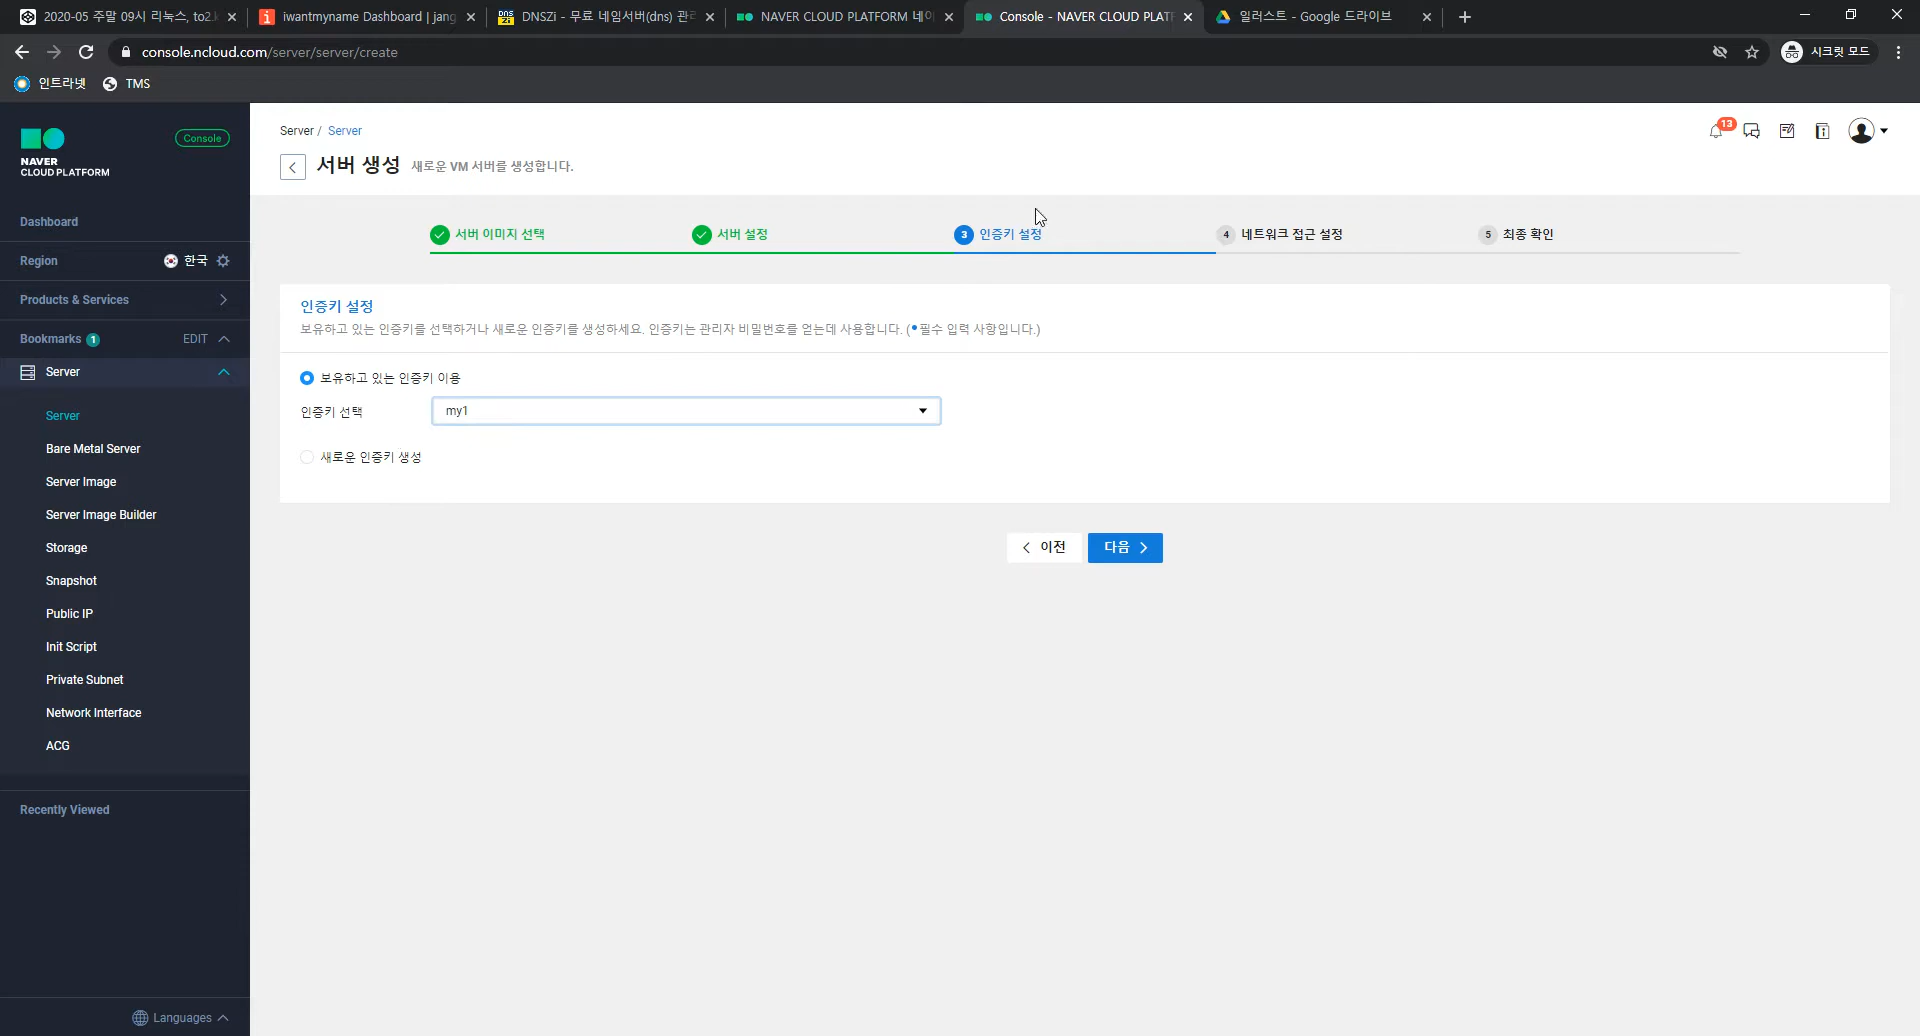 2020-05 주말 09시 리눅스, to2.
iwantmyname Dashboard | jang
DNSZi - 무료 네임서버(dns) 관리
NAVER CLOUD PLATFORM 네이
Console - NAVER CLOUD PLAT
일러스트 - Google 드라이브
console.ncloud.com/server/server/create
시크릿 모드
인트라넷
TMS
NAVER
CLOUD PLATFORM
Console
Dashboard
Region
한국
Products & Services
Bookmarks 1
EDIT
Server
Server
Bare Metal Server
Server Image
Server Image Builder
Storage
Snapshot
Public IP
Init Script
Private Subnet
Network Interface
ACG
Recently Viewed
Languages
Server / Server
13
서버 생성 새로운 VM 서버를 생성합니다.
서버 이미지 선택
서버 설정
3 인증키 설정
4 네트워크 접근 설정
5 최종 확인
인증키 설정
보유하고 있는 인증키를 선택하거나 새로운 인증키를 생성하세요. 인증키는 관리자 비밀번호를 얻는데 사용합니다. (•필수 입력 사항입니다.)
보유하고 있는 인증키 이용
인증키 선택
my1
새로운 인증키 생성
이전
다음